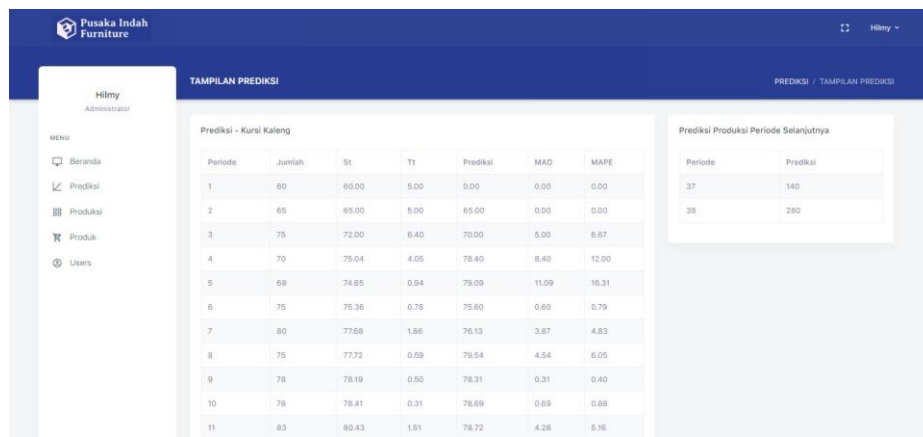 Pusaka Indah
Furniture
Hilmy
TAMPILAN PREDIKSI
PREDIKSI / TAMPILAN PREDIKSI
Hilmy
Administrator
MENU
Beranda
Prediksi
Produksi
Produk
Users
Prediksi - Kursi Kaleng
Periode Jumlah St Tt Prediksi MAD MAPE
1 60 60.00 5.00 0.00 0.00 0.00
2 65 65.00 5.00 65.00 0.00 0.00
3 75 72.00 6.40 70.00 5.00 6.67
4 70 75.04 4.05 78.40 8.40 12.00
5 68 74.65 0.94 79.09 11.09 16.31
6 75 75.36 0.78 75.60 0.60 0.79
7 80 77.68 1.86 76.13 3.87 4.83
8 75 77.72 0.59 79.54 4.54 6.05
9 78 78.19 0.50 78.31 0.31 0.40
10 78 78.41 0.31 78.69 0.69 0.88
11 83 80.43 1.51 78.72 4.28 5.16
Prediksi Produksi Periode Selanjutnya
Periode Prediksi
37 140
38 280